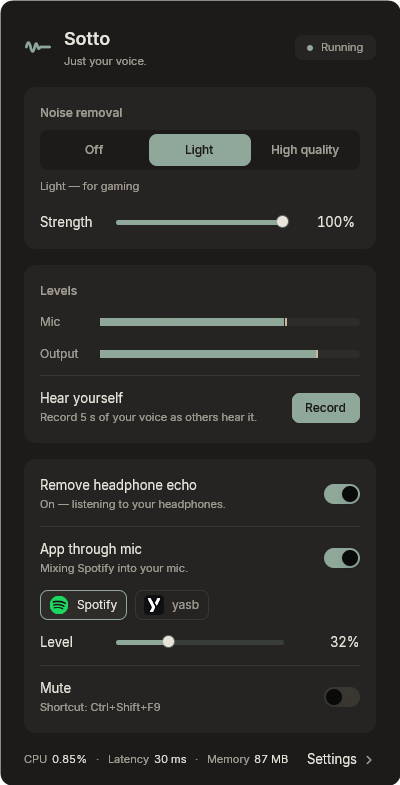 Sotto
Just your voice.
Running
Noise removal
Off Light High quality
Light — for gaming
Strength 100%
Levels
Mic
Output
Hear yourself
Record 5 s of your voice as others hear it.
Record
Remove headphone echo
On — listening to your headphones.
App through mic
Mixing Spotify into your mic.
Spotify yasb
Level 32%
Mute
Shortcut: Ctrl+Shift+F9
CPU 0.85% · Latency 30 ms · Memory 87 MB Settings